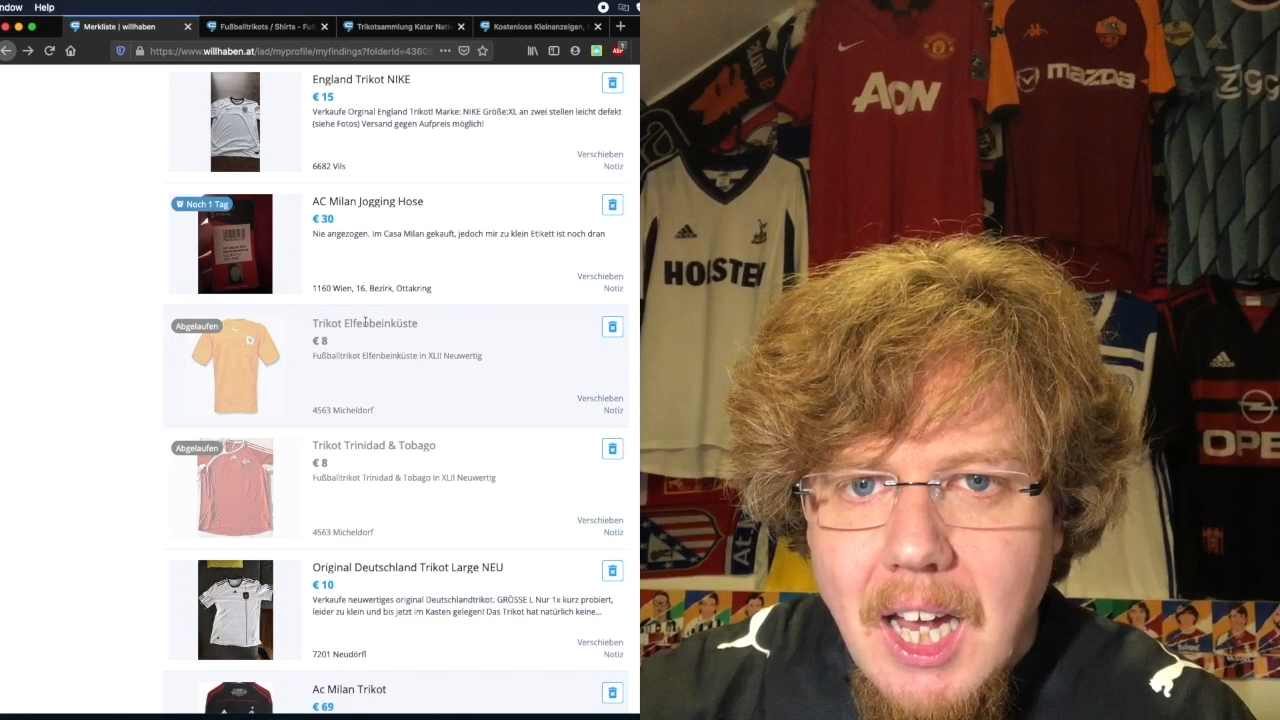 ndow Help
Merkliste | willhaben
Fußballtrikots / Shirts - Fuß
Trikotsammlung Katar Nati
Kostenlose Kleinanzeigen,
https://www.willhaben.at/iad/myprofile/myfindings?folderId=4360
England Trikot NIKE
€ 15
Verkaufe Orginal England Trikot! Marke: NIKE Größe:XL an zwei stellen leicht defekt
(siehe Fotos) Versand gegen Aufpreis möglich!
Verschieben
6682 Vils
Notiz
Noch 1 Tag
AC Milan Jogging Hose
€ 30
Nie angezogen. Im Casa Milan gekauft, jedoch mir zu klein Etikett ist noch dran
Verschieben
1160 Wien, 16. Bezirk, Ottakring
Notiz
Abgelaufen
Trikot Elfenbeinküste
€ 8
Fußballtrikot Elfenbeinküste in XL!! Neuwertig
Verschieben
4563 Micheldorf
Notiz
Abgelaufen
Trikot Trinidad & Tobago
€ 8
Fußballtrikot Trinidad & Tobago in XL!! Neuwertig
Verschieben
4563 Micheldorf
Notiz
Original Deutschland Trikot Large NEU
€ 10
Verkaufe neuwertiges original Deutschlandtrikot. GRÖSSE L Nur 1x kurz probiert,
leider zu klein und bis jetzt im Kasten gelegen! Das Trikot hat natürlich keine...
Verschieben
7201 Neudörfl
Notiz
Ac Milan Trikot
€ 69
AON
mazda
HOLSTEN
OPE
At